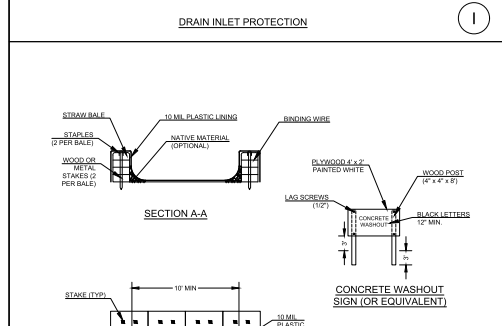 DRAIN INLET PROTECTION
I
STRAW BALE
10 MIL PLASTIC LINING
BINDING WIRE
STAPLES
(2 PER BALE)
NATIVE MATERIAL
(OPTIONAL)
WOOD OR
METAL
STAKES (2
PER BALE)
SECTION A-A
PLYWOOD 4' x 2'
PAINTED WHITE
WOOD POST
(4" x 4" x 8')
LAG SCREWS
(1/2")
CONCRETE
WASHOUT
BLACK LETTERS
12" MIN.
3'
3'
CONCRETE WASHOUT
SIGN (OR EQUIVALENT)
STAKE (TYP)
10' MIN
10 MIL
PLASTIC